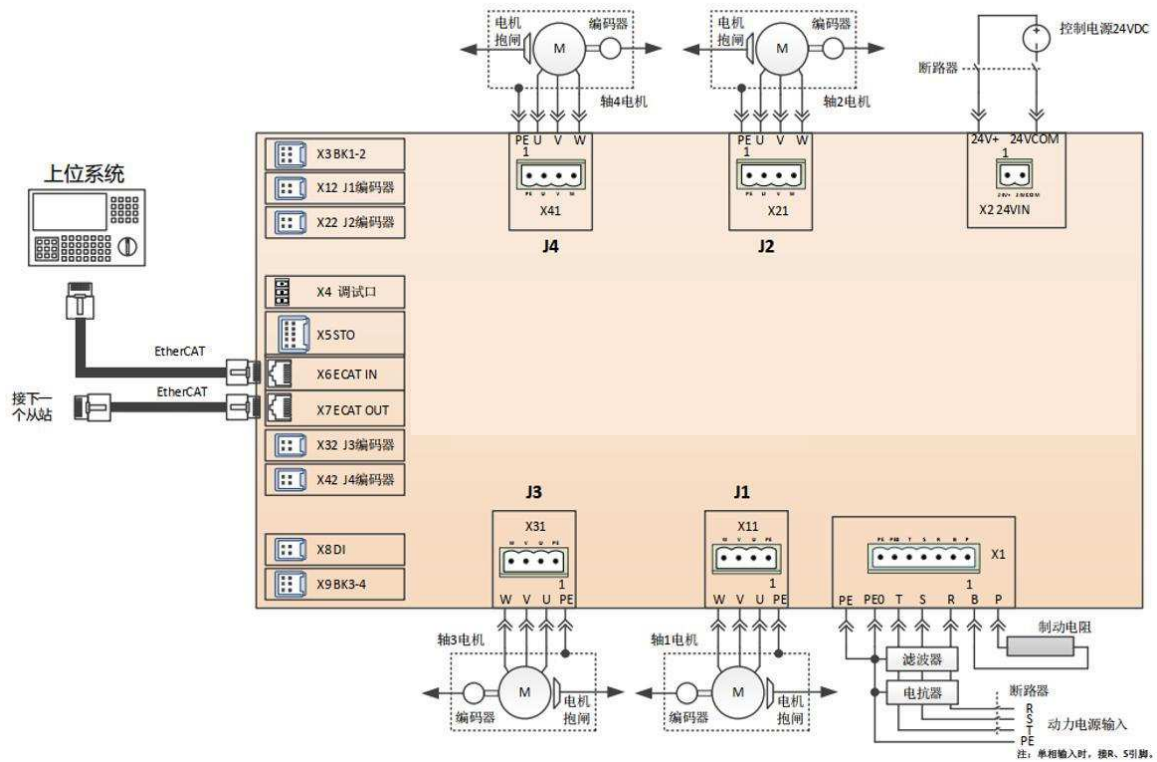 电机
抱闸
M
编码器
轴4电机
电机
抱闸
M
编码器
轴2电机
控制电源24VDC
断路器
PE U V W
1
PE U V W
X41
J4
PE U V W
1
PE U V W
X21
J2
24V+ 24VCOM
1
24V+ 24VCOM
X2 24VIN
上位系统
EtherCAT
EtherCAT
接下一
个从站
X3 BK1-2
X12 J1编码器
X22 J2编码器
X4 调试口
X5 STO
X6 ECAT IN
X7 ECAT OUT
X32 J3编码器
X42 J4编码器
X8 DI
X9 BK3-4
J3
X31
W V U PE
1
W V U PE
轴3电机
编码器
M
电机
抱闸
J1
X11
W V U PE
1
W V U PE
轴1电机
编码器
M
电机
抱闸
PE PE0 T S R B P
X1
1
PE PE0 T S R B P
制动电阻
滤波器
电抗器
断路器
R
S
T
PE
动力电源输入
注：单相输入时，接R、S引脚。